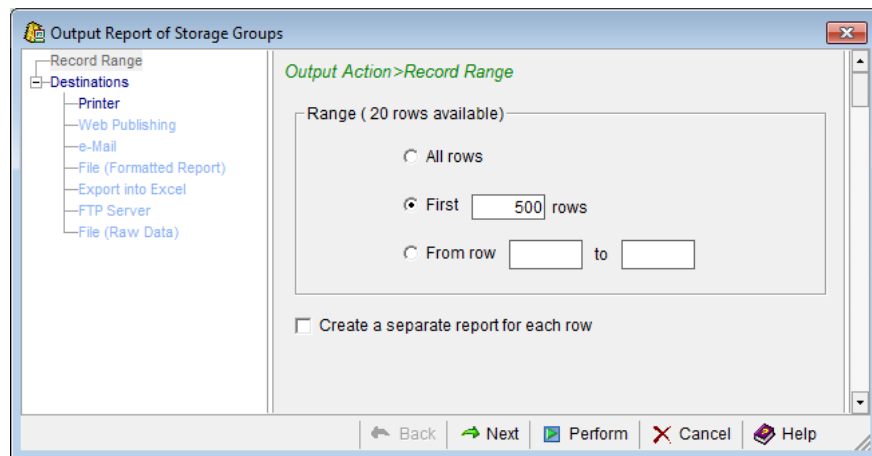 Output Report of Storage Groups
Record Range
Destinations
Printer
Web Publishing
e-Mail
File (Formatted Report)
Export into Excel
FTP Server
File (Raw Data)
Output Action>Record Range
Range ( 20 rows available)
All rows
First 500 rows
From row to
Create a separate report for each row
Back Next Perform Cancel Help